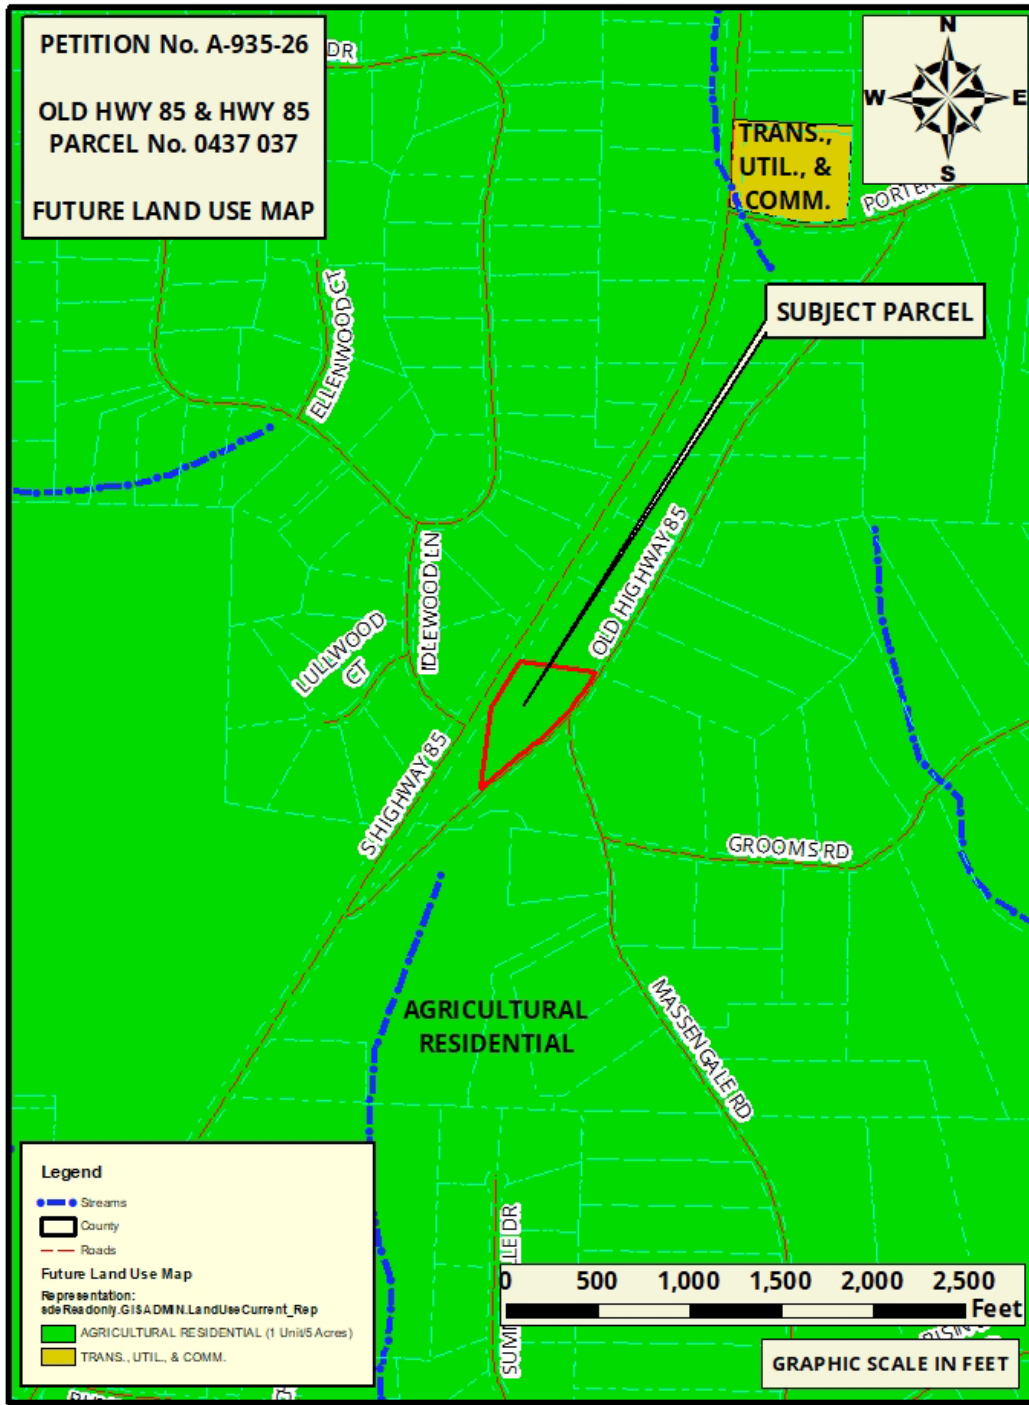 PETITION No. A-935-26
OLD HWY 85 & HWY 85
PARCEL No. 0437 037
FUTURE LAND USE MAP
DR
N
W
E
S
TRANS.,
UTIL., &
COMM.
PORTER
SUBJECT PARCEL
ELLENWOOD CT
IDLEWOOD LN
OLD HIGHWAY 85
LULLWOOD
CT
S HIGHWAY 85
GROOMS RD
AGRICULTURAL
RESIDENTIAL
MASSENGALE RD
Legend
Streams
County
Roads
Future Land Use Map
Representation:
sdeReadonly.GISADMIN.LandUseCurrent_Rep
AGRICULTURAL RESIDENTIAL (1 Unit/5 Acres)
TRANS., UTIL., & COMM.
DR
0 500 1,000 1,500 2,000 2,500
Feet
GRAPHIC SCALE IN FEET